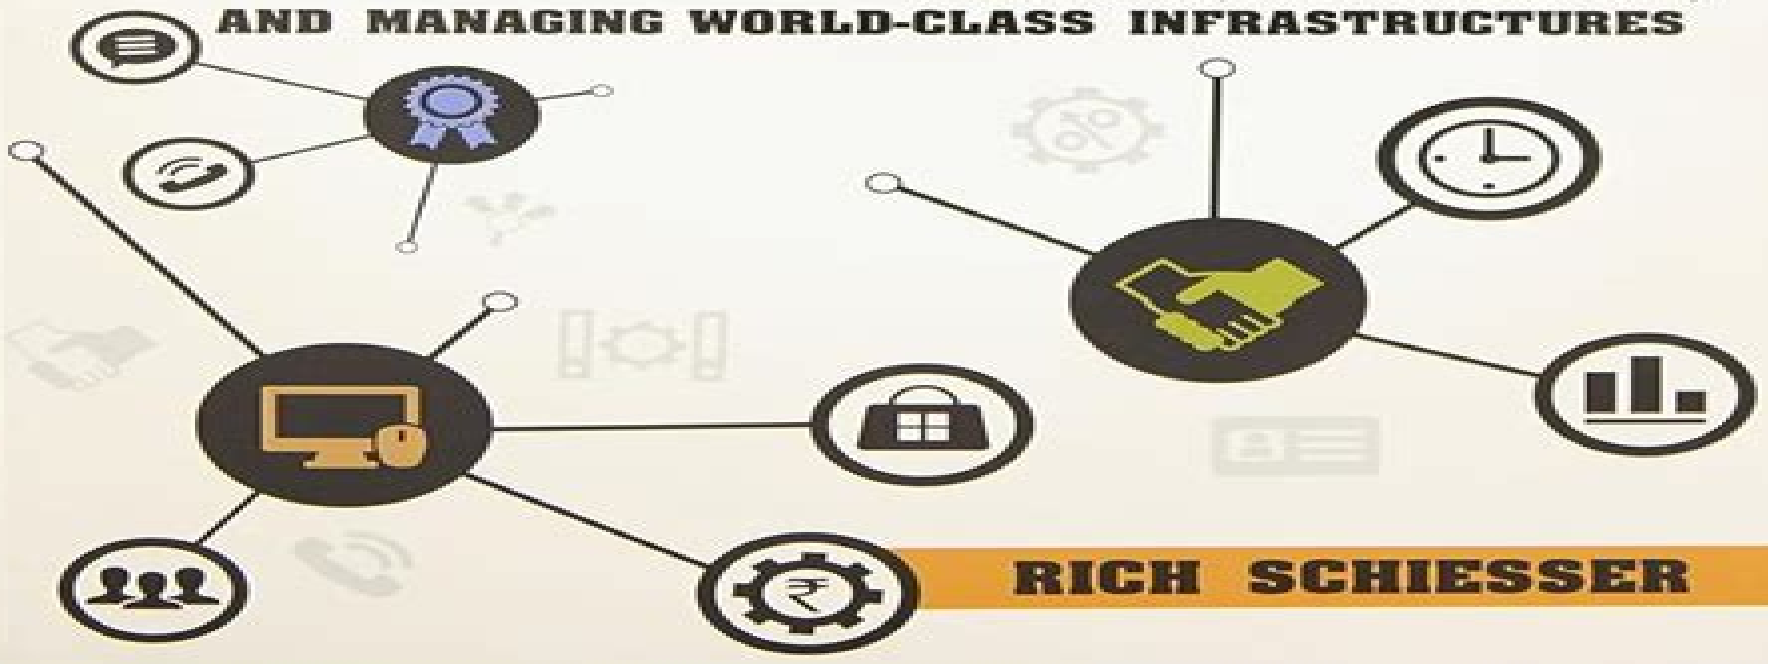 AND MANAGING WORLD-CLASS INFRASTRUCTURES
₹
RICH SCHIESSER